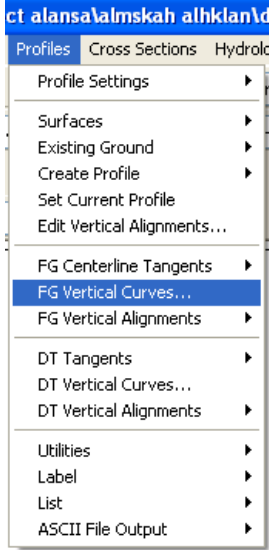 ct alansa\almskah alhklan\d
Profiles Cross Sections Hydrolo
Profile Settings
Surfaces
Existing Ground
Create Profile
Set Current Profile
Edit Vertical Alignments...
FG Centerline Tangents
FG Vertical Curves...
FG Vertical Alignments
DT Tangents
DT Vertical Curves...
DT Vertical Alignments
Utilities
Label
List
ASCII File Output